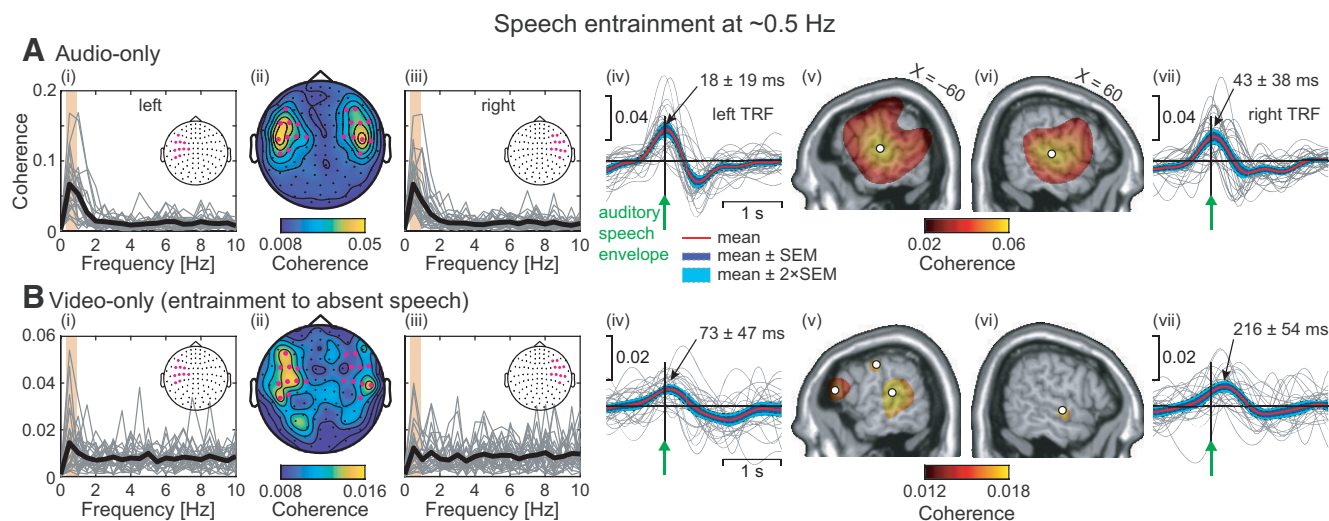 Speech entrainment at ~0.5 Hz
A Audio-only
(i)
left
0.2
0.1
0
Coherence
0 2 4 6 8 10
Frequency [Hz]
(ii)
0.008 0.05
Coherence
(iii)
right
0 2 4 6 8 10
Frequency [Hz]
(iv)
18 ± 19 ms
0.04
left TRF
1 s
auditory
speech
envelope
mean
mean ± SEM
mean ± 2×SEM
(v)
X = −60
(vi)
X = 60
0.02 0.06
Coherence
(vii)
43 ± 38 ms
0.04
right TRF
B Video-only (entrainment to absent speech)
(i)
0.06
0.04
0.02
0
0 2 4 6 8 10
Frequency [Hz]
(ii)
0.008 0.016
Coherence
(iii)
0 2 4 6 8 10
Frequency [Hz]
(iv)
73 ± 47 ms
0.02
1 s
(v)
(vi)
0.012 0.018
Coherence
(vii)
216 ± 54 ms
0.02